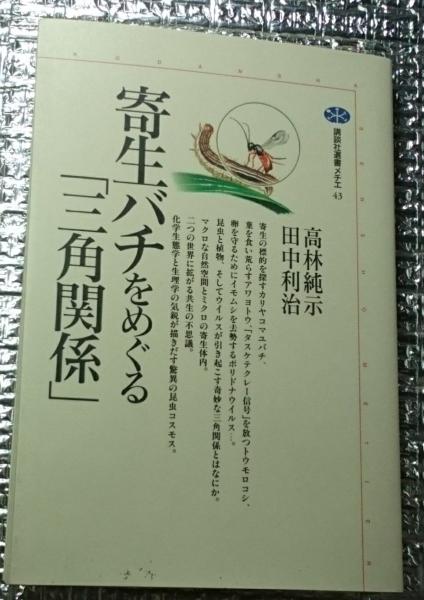 KODANSHA
SENSHO METIER
講談社選書メチエ
43
寄生バチをめぐる
「三角関係」
高林純示
田中利治
寄生の標的を探すカリヤコマユバチ、
葉を食い荒らすアワヨトウ、「タスケテクレー信号」を放つトウモロコシ、
卵を守るためにイモムシを去勢するポリドナウイルス…。
昆虫と植物、そしてウイルスが引き起こす奇妙な三角関係とはなにか。
マクロな自然空間とミクロの寄生体内。
二つの世界に拡がる共生の不思議。
化学生態学と生理学の気鋭が描きだす驚異の昆虫コスモス。